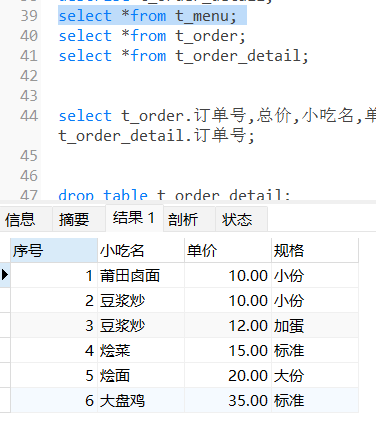 39 select *from t_menu;
40 select *from t_order;
41 select *from t_order_detail;
42
43
44 select t_order.订单号,总价,小吃名,
t_order_detail.订单号;
45
46
47 drop table t_order_detail;
信息 摘要 结果 1 剖析 状态
序号 小吃名 单价 规格
1 莆田卤面 10.00 小份
2 豆浆炒 10.00 小份
3 豆浆炒 12.00 加蛋
4 烩菜 15.00 标准
5 烩面 20.00 大份
6 大盘鸡 35.00 标准